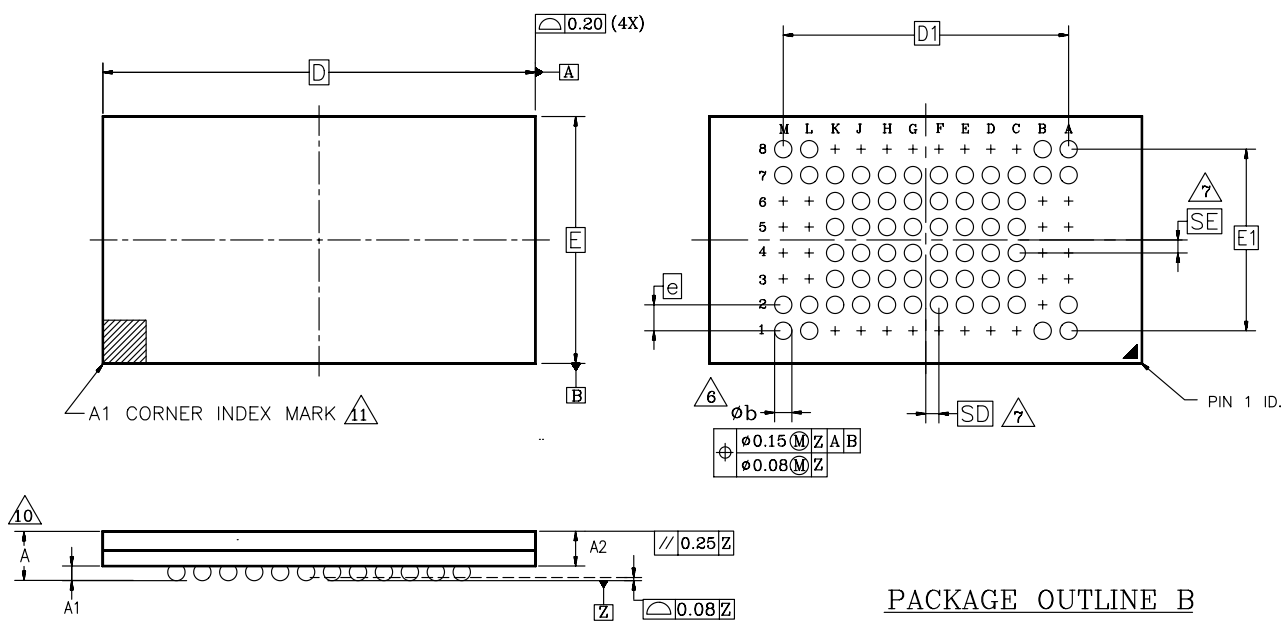 ⌓ 0.20 (4X)
D
A
E
B
A1 CORNER INDEX MARK 11
D1
M L K J H G F E D C B A
8
7
6
5
4
3
2
1
7
SE
E1
e
6
øb
SD 7
PIN 1 ID.
⌖ ø0.15 Ⓜ Z A B
ø0.08 Ⓜ Z
10
A
A1
A2
// 0.25 Z
Z
⌓ 0.08 Z
PACKAGE OUTLINE B